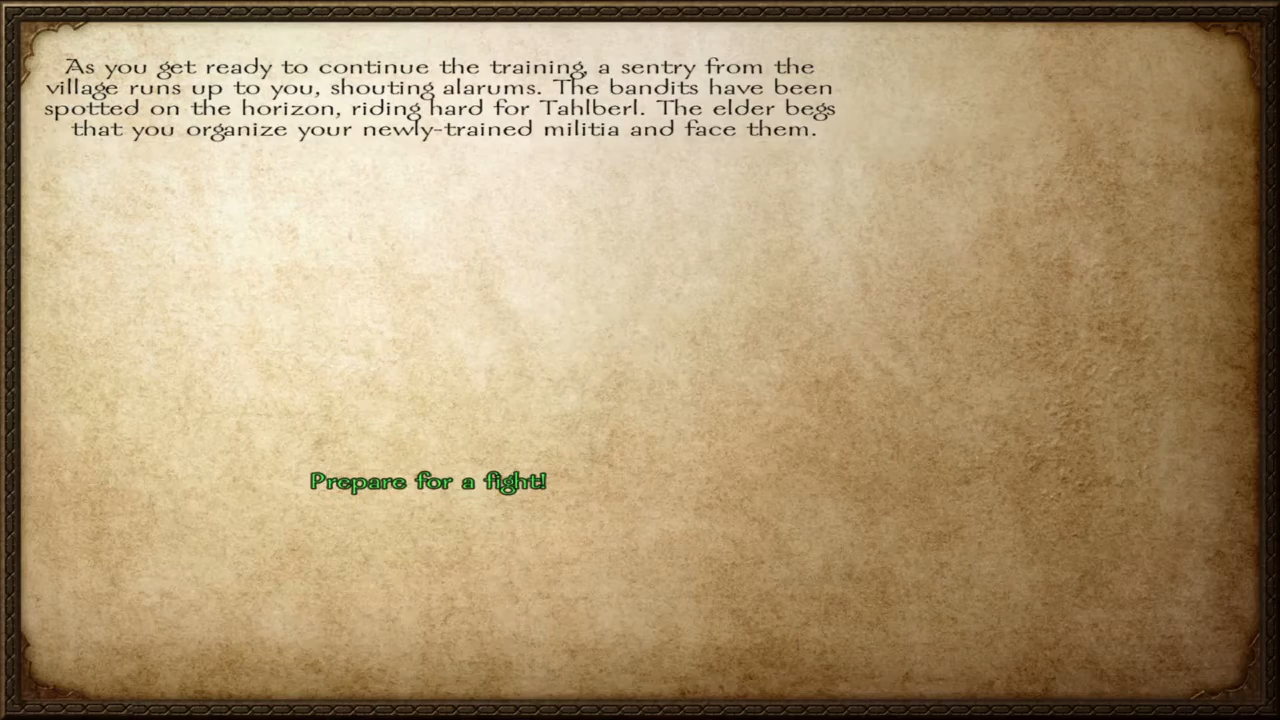 As you get ready to continue the training, a sentry from the
village runs up to you, shouting alarums. The bandits have been
spotted on the horizon, riding hard for Tahlberl. The elder begs
that you organize your newly-trained militia and face them.
Prepare for a fight!